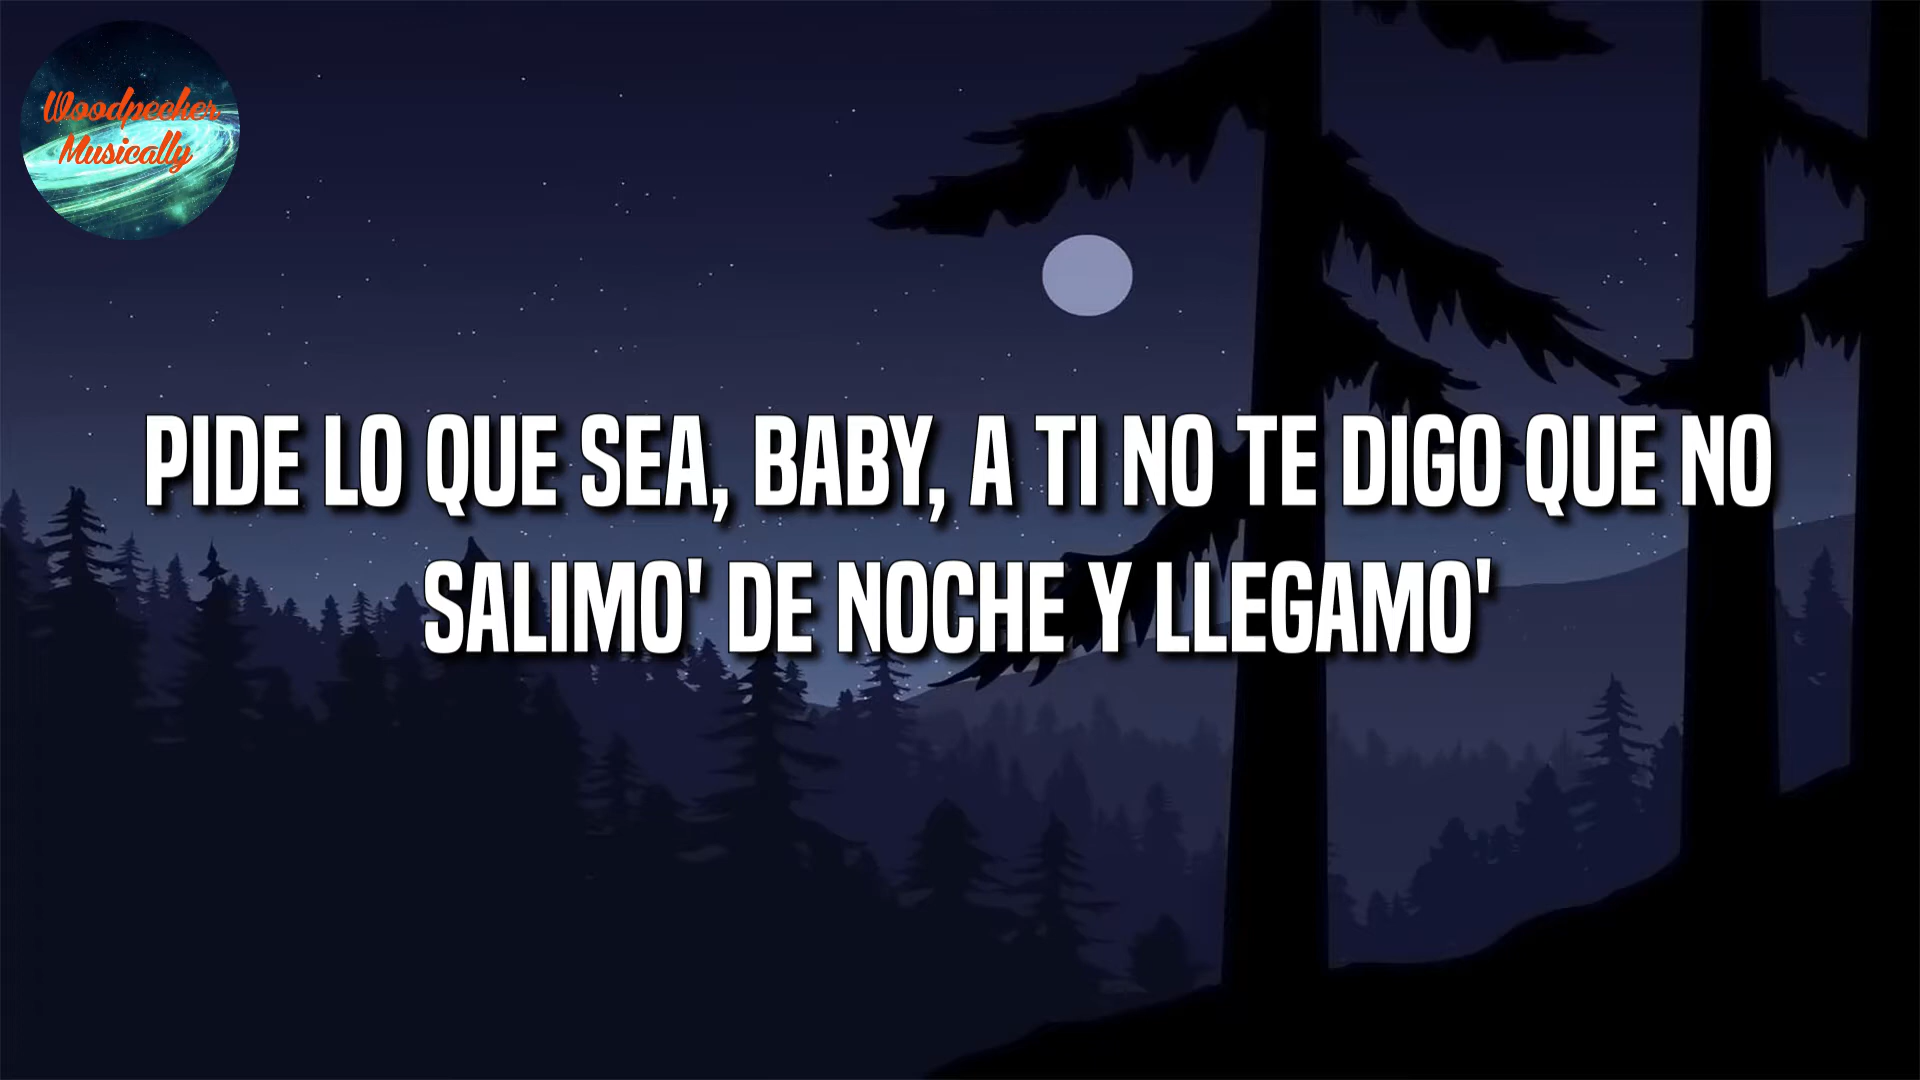 Woodpecker
Musically
PIDE LO QUE SEA, BABY, A TI NO TE DIGO QUE NO
SALIMO' DE NOCHE Y LLEGAMO'